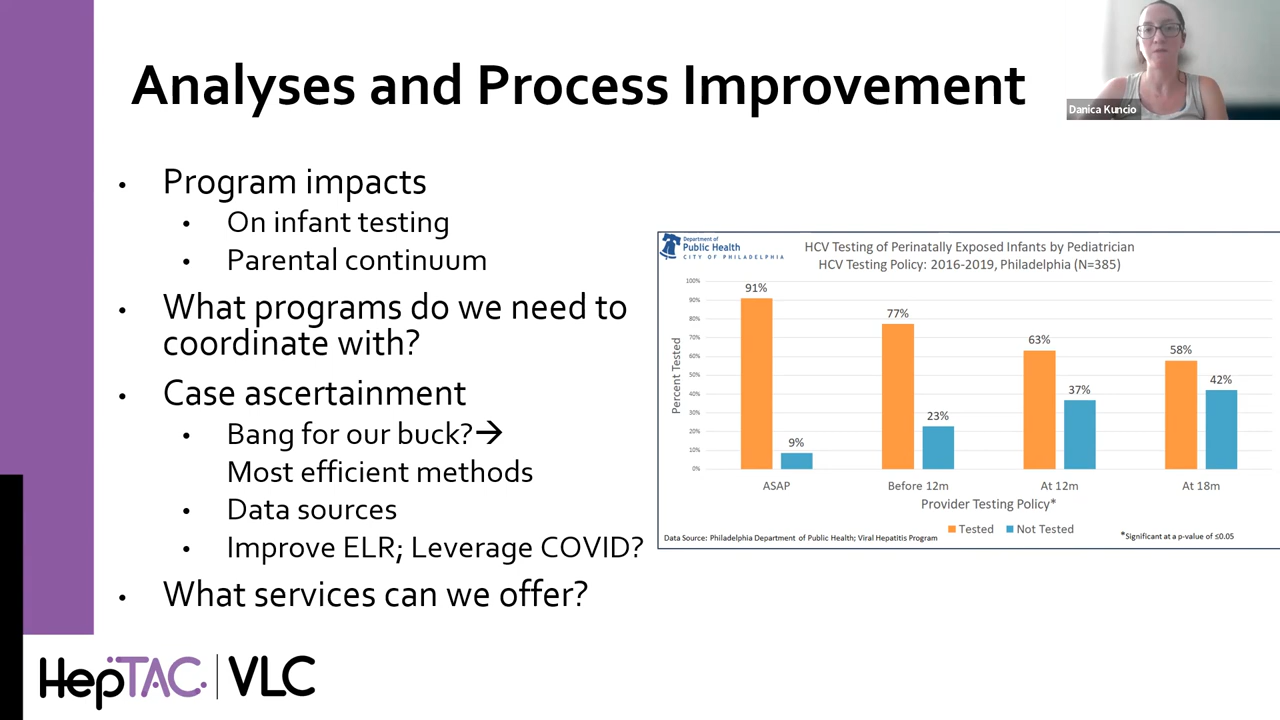 Analyses and Process Improvement
Danica Kuncio
• Program impacts
• On infant testing
• Parental continuum
• What programs do we need to
coordinate with?
• Case ascertainment
• Bang for our buck?→
Most efficient methods
• Data sources
• Improve ELR; Leverage COVID?
• What services can we offer?
Department of
Public Health
CITY OF PHILADELPHIA
HCV Testing of Perinatally Exposed Infants by Pediatrician
HCV Testing Policy: 2016-2019, Philadelphia (N=385)
Percent Tested
100%
90%
80%
70%
60%
50%
40%
30%
20%
10%
0%
91%
9%
77%
23%
63%
37%
58%
42%
ASAP
Before 12m
At 12m
At 18m
Provider Testing Policy*
Tested
Not Tested
Data Source: Philadelphia Department of Public Health; Viral Hepatitis Program
*Significant at a p-value of ≤0.05
HepTAC | VLC